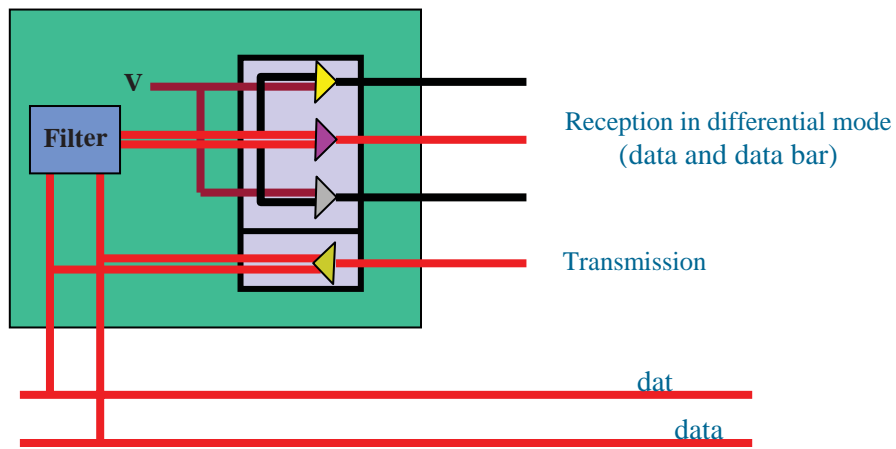 V
Filter
Reception in differential mode
(data and data bar)
Transmission
dat
data